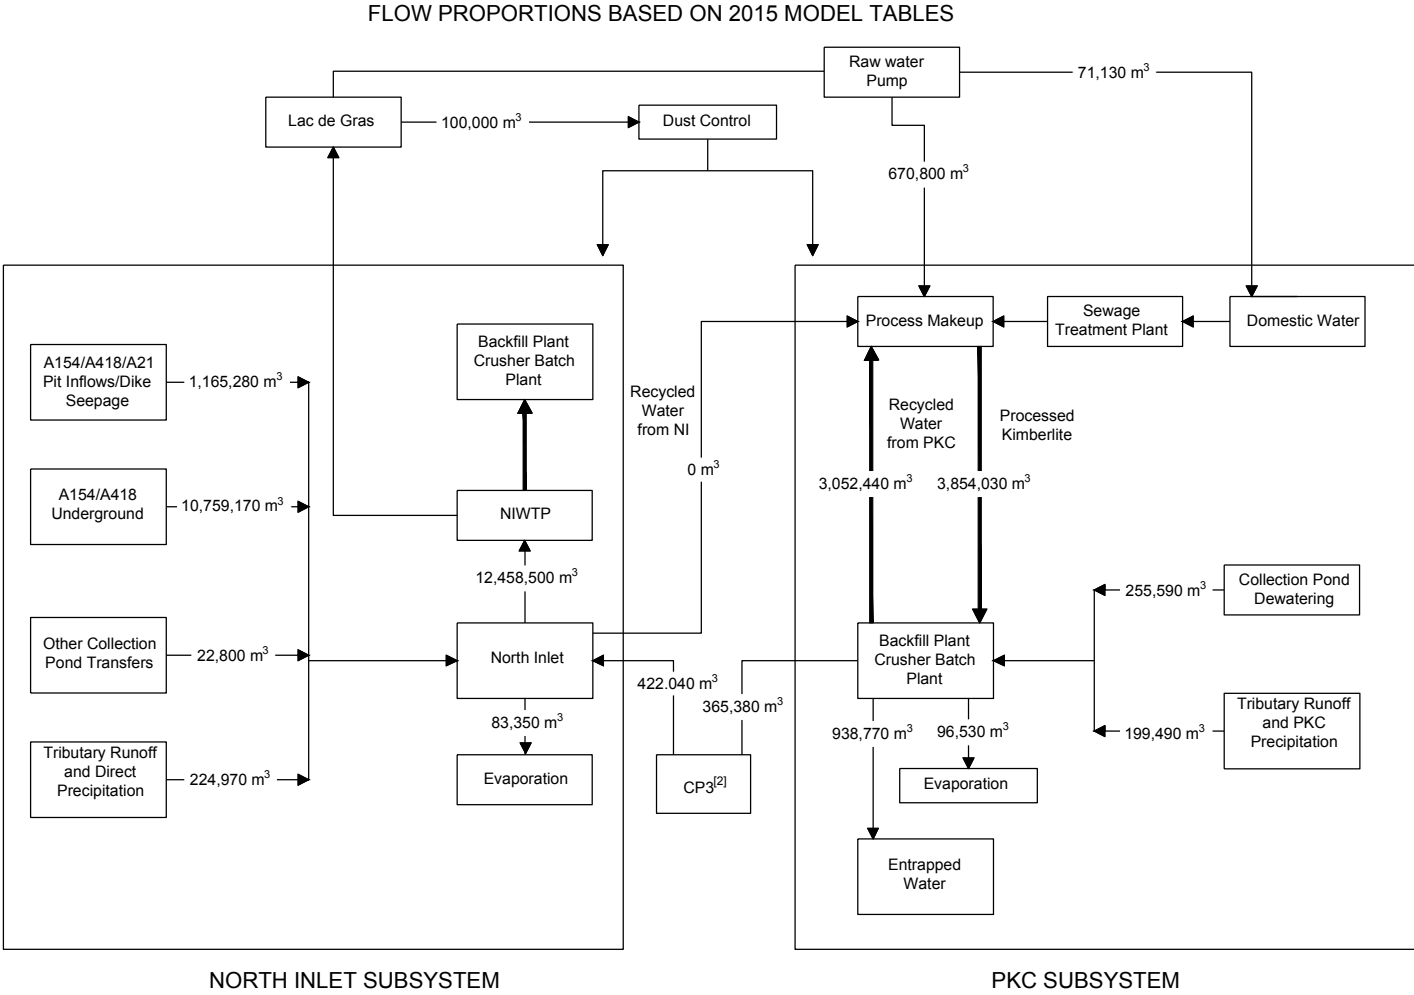 FLOW PROPORTIONS BASED ON 2015 MODEL TABLES
Raw water
Pump
71,130 m³
Lac de Gras
100,000 m³
Dust Control
670,800 m³
Process Makeup
Sewage
Treatment Plant
Domestic Water
Backfill Plant
Crusher Batch
Plant
A154/A418/A21
Pit Inflows/Dike
Seepage
1,165,280 m³
Recycled
Water
from NI
Recycled
Water
from PKC
Processed
Kimberlite
0 m³
3,052,440 m³
3,854,030 m³
A154/A418
Underground
10,759,170 m³
NIWTP
12,458,500 m³
Collection Pond
Dewatering
255,590 m³
Other Collection
Pond Transfers
22,800 m³
North Inlet
Backfill Plant
Crusher Batch
Plant
422.040 m³
365,380 m³
83,350 m³
938,770 m³
96,530 m³
199,490 m³
Tributary Runoff
and PKC
Precipitation
Tributary Runoff
and Direct
Precipitation
224,970 m³
Evaporation
CP3[2]
Evaporation
Entrapped
Water
NORTH INLET SUBSYSTEM
PKC SUBSYSTEM